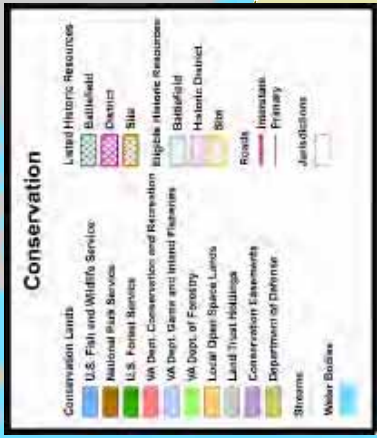 Conservation
Conservation Lands
U.S. Fish and Wildlife Service
National Park Service
U.S. Forest Service
VA Dept. Conservation and Recreation
VA Dept. Game and Inland Fisheries
VA Dept. of Forestry
Local Open Space Lands
Land Trust Holdings
Conservation Easements
Department of Defense
Streams
Water Bodies
Listed Historic Resources
Battlefield
District
Site
Eligible Historic Resources
Battlefield
Historic District
Site
Roads
Interstate
Primary
Jurisdictions